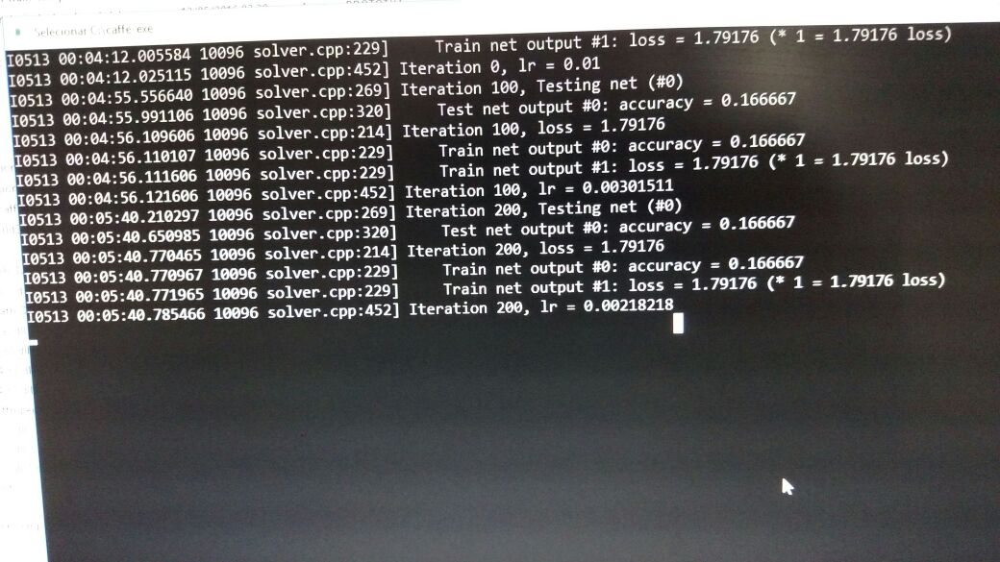 Selecionar C:\caffe.exe
I0513 00:04:12.005584 10096 solver.cpp:229]     Train net output #1: loss = 1.79176 (* 1 = 1.79176 loss)
I0513 00:04:12.025115 10096 solver.cpp:452] Iteration 0, lr = 0.01
I0513 00:04:55.556640 10096 solver.cpp:269] Iteration 100, Testing net (#0)
I0513 00:04:55.991106 10096 solver.cpp:320]     Test net output #0: accuracy = 0.166667
I0513 00:04:56.109606 10096 solver.cpp:214] Iteration 100, loss = 1.79176
I0513 00:04:56.110107 10096 solver.cpp:229]     Train net output #0: accuracy = 0.166667
I0513 00:04:56.111606 10096 solver.cpp:229]     Train net output #1: loss = 1.79176 (* 1 = 1.79176 loss)
I0513 00:04:56.121606 10096 solver.cpp:452] Iteration 100, lr = 0.00301511
I0513 00:05:40.210297 10096 solver.cpp:269] Iteration 200, Testing net (#0)
I0513 00:05:40.650985 10096 solver.cpp:320]     Test net output #0: accuracy = 0.166667
I0513 00:05:40.770465 10096 solver.cpp:214] Iteration 200, loss = 1.79176
I0513 00:05:40.770967 10096 solver.cpp:229]     Train net output #0: accuracy = 0.166667
I0513 00:05:40.771965 10096 solver.cpp:229]     Train net output #1: loss = 1.79176 (* 1 = 1.79176 loss)
I0513 00:05:40.785466 10096 solver.cpp:452] Iteration 200, lr = 0.00218218